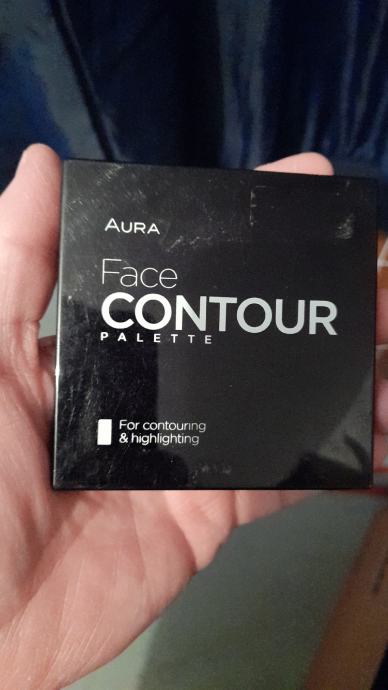 AURA
Face
CONTOUR
PALETTE
For contouring
& highlighting